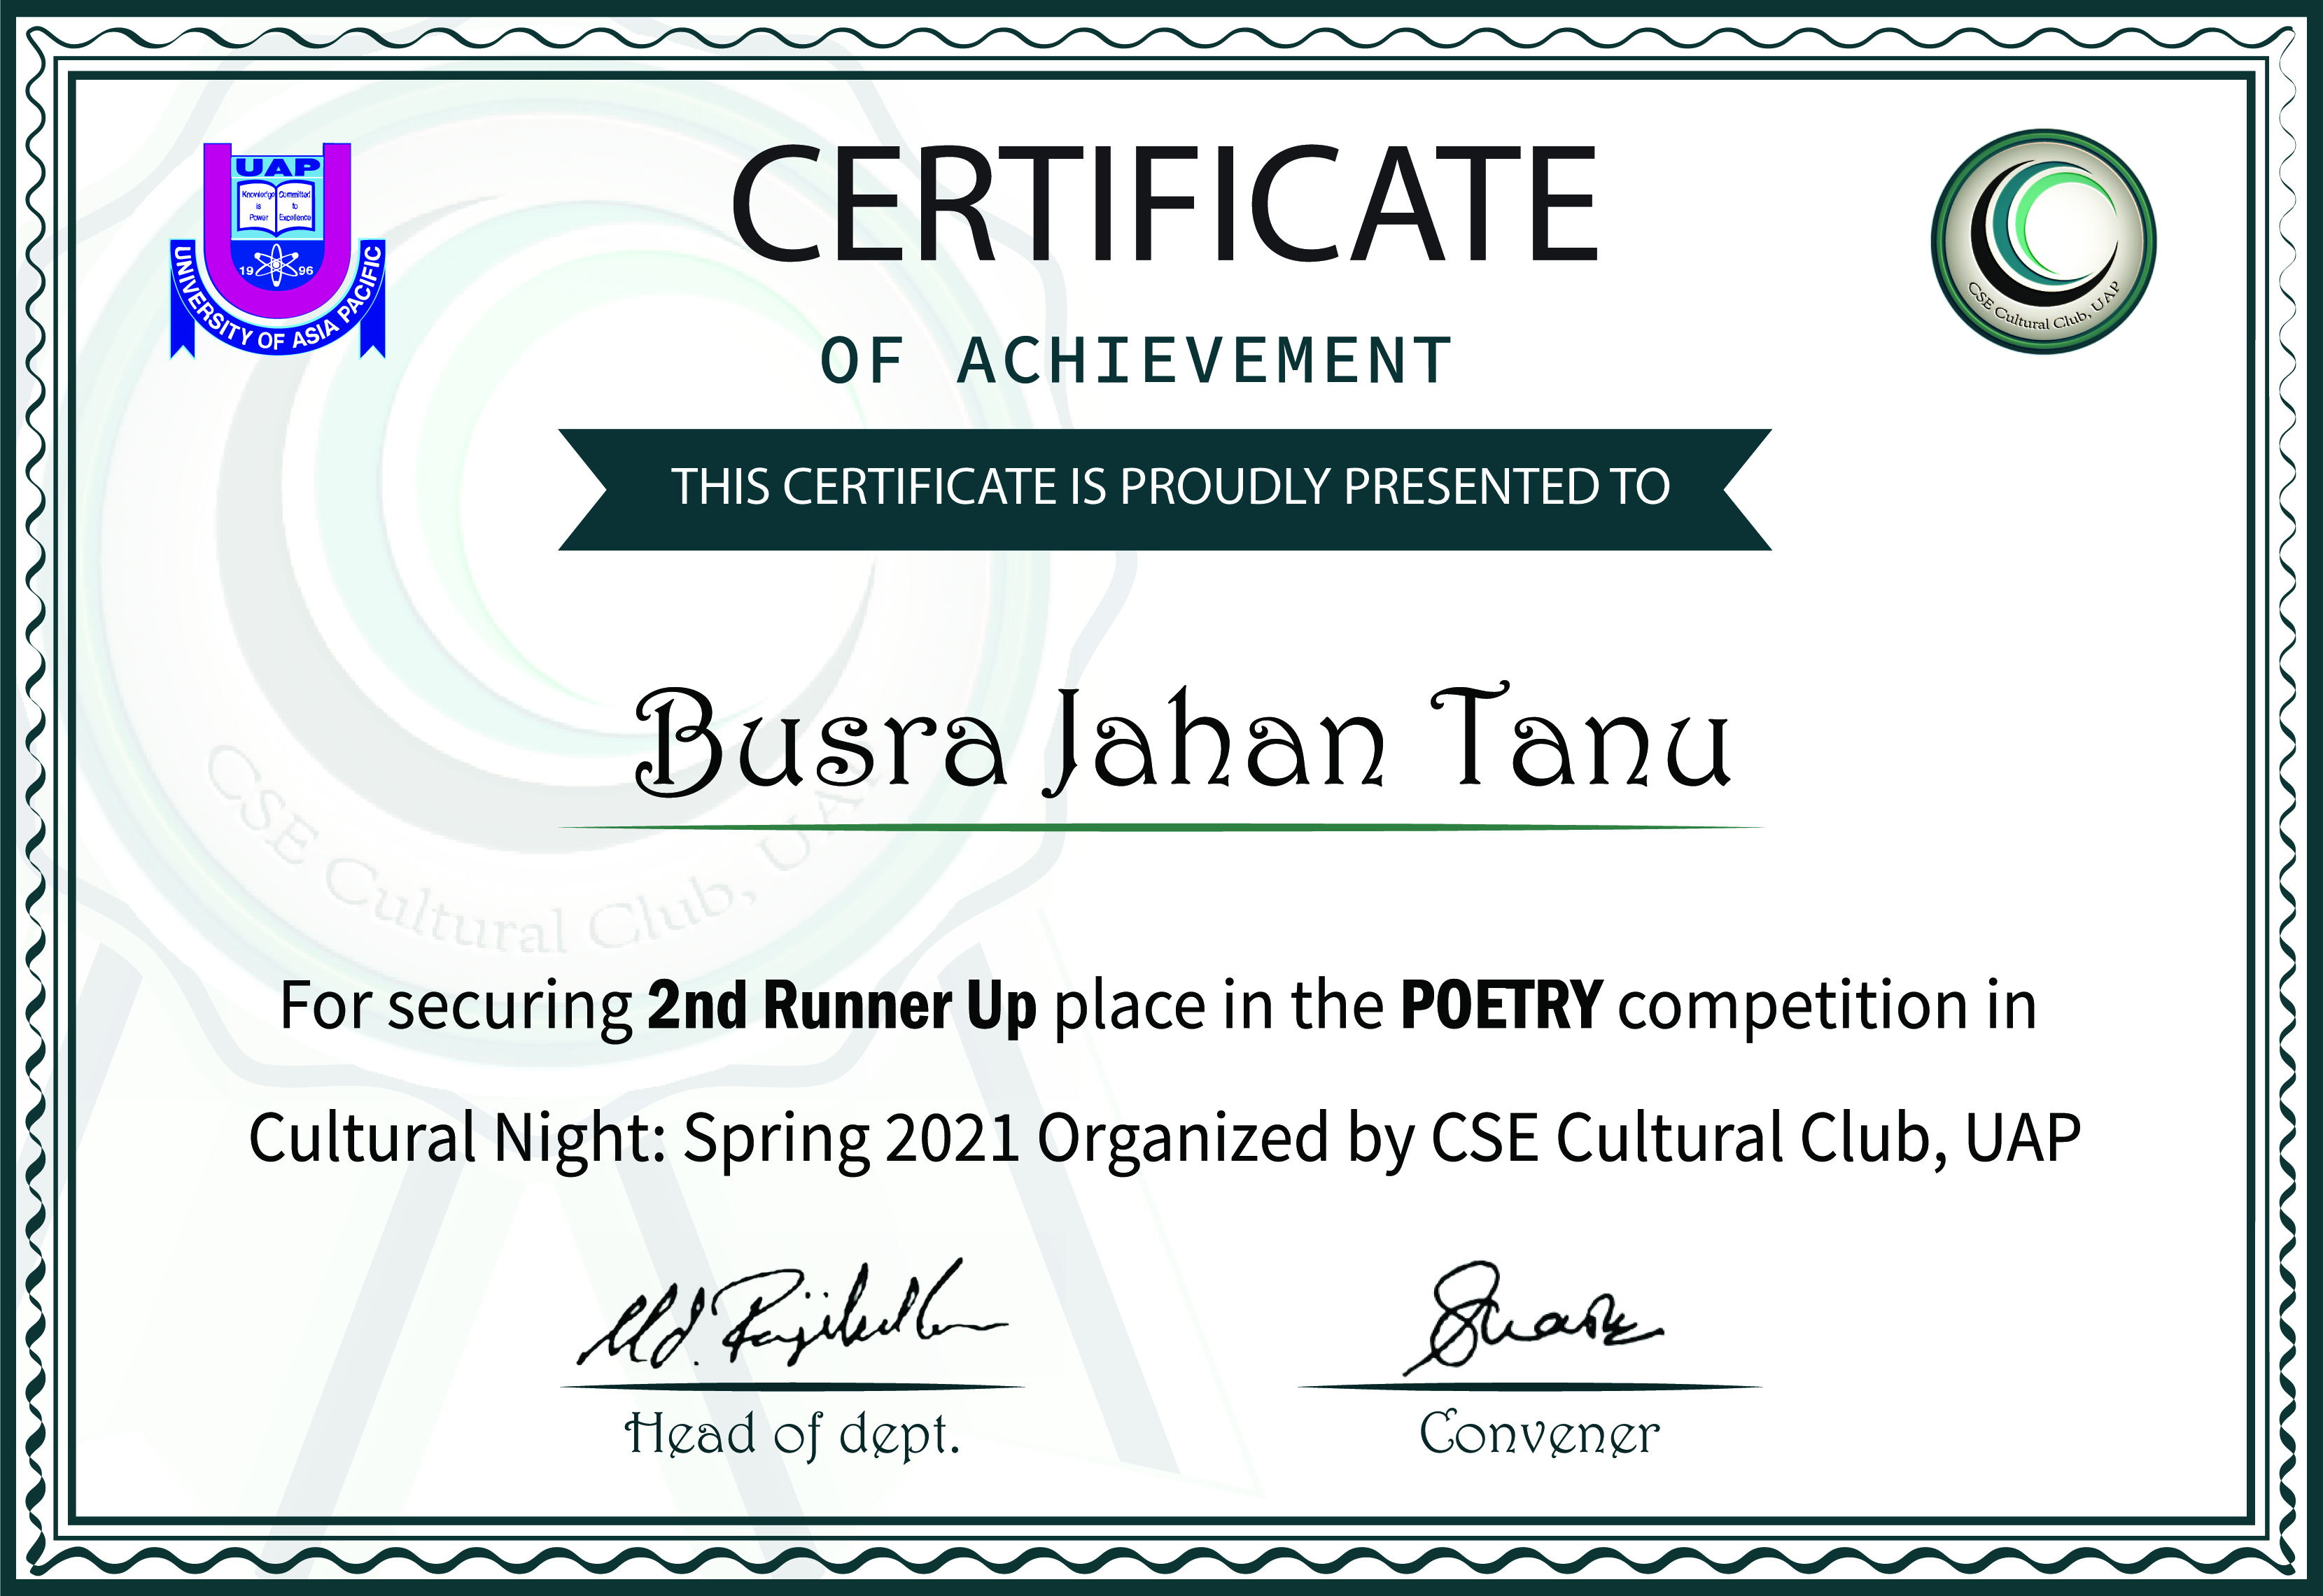 CERTIFICATE
OF ACHIEVEMENT
UAP
Knowledge is Power
Committed to Excellence
19 96
UNIVERSITY OF ASIA PACIFIC
CSE Cultural Club, UAP
THIS CERTIFICATE IS PROUDLY PRESENTED TO
Busra Jahan Tanu
CSE Cultural Club, UAP
For securing 2nd Runner Up place in the POETRY competition in
Cultural Night: Spring 2021 Organized by CSE Cultural Club, UAP
Head of dept.
Convener